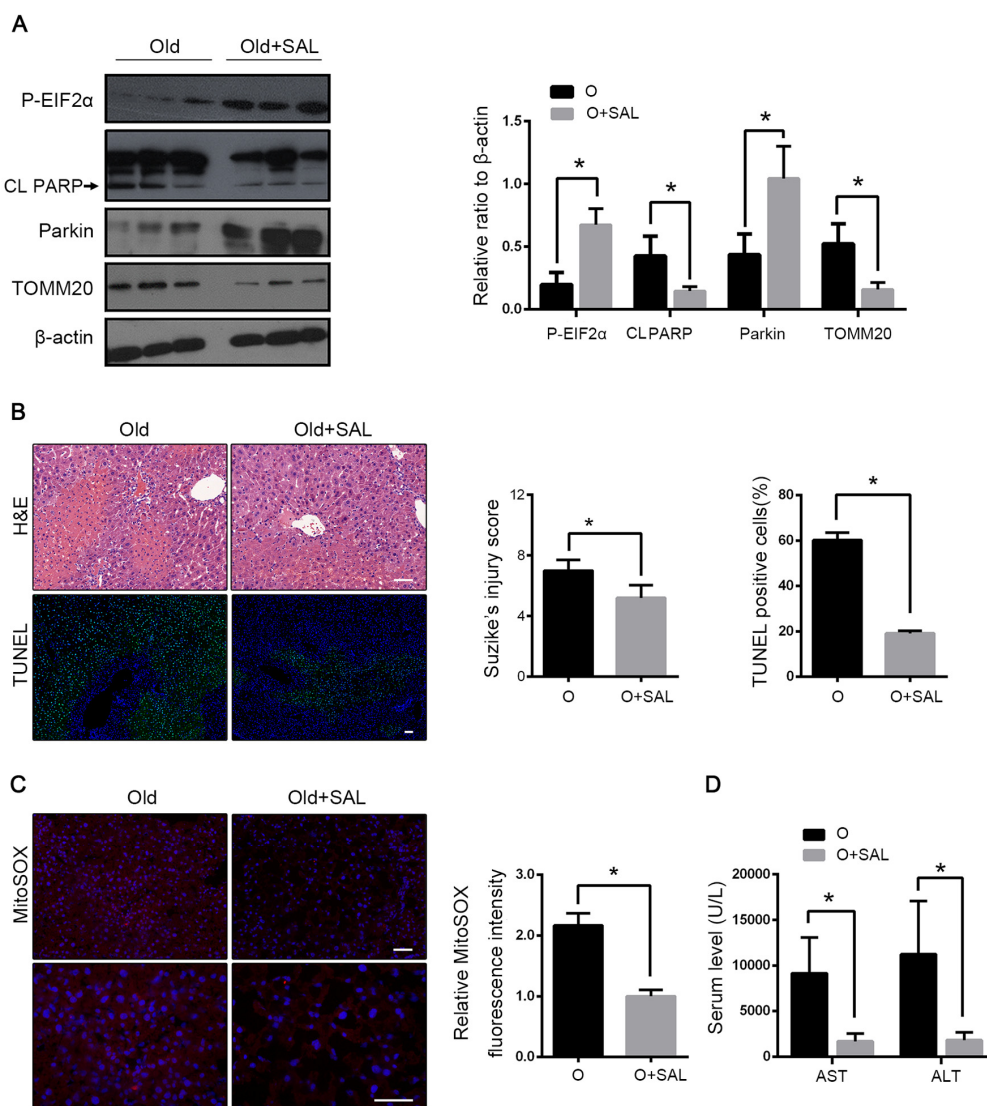 A
Old Old+SAL
P-EIF2α
CL PARP
Parkin
TOMM20
β-actin
O
O+SAL
Relative ratio to β-actin
1.5
1.0
0.5
0.0
* * * *
P-EIF2α CLPARP Parkin TOMM20
B
Old Old+SAL
H&E
TUNEL
Suzike's injury score
12
8
4
0
*
O O+SAL
TUNEL positive cells(%)
80
60
40
20
0
*
O O+SAL
C
Old Old+SAL
MitoSOX
Relative MitoSOX
fluorescence intensity
3.0
2.0
1.0
0.0
*
O O+SAL
D
O
O+SAL
Serum level (U/L)
20000
15000
10000
5000
0
* *
AST ALT